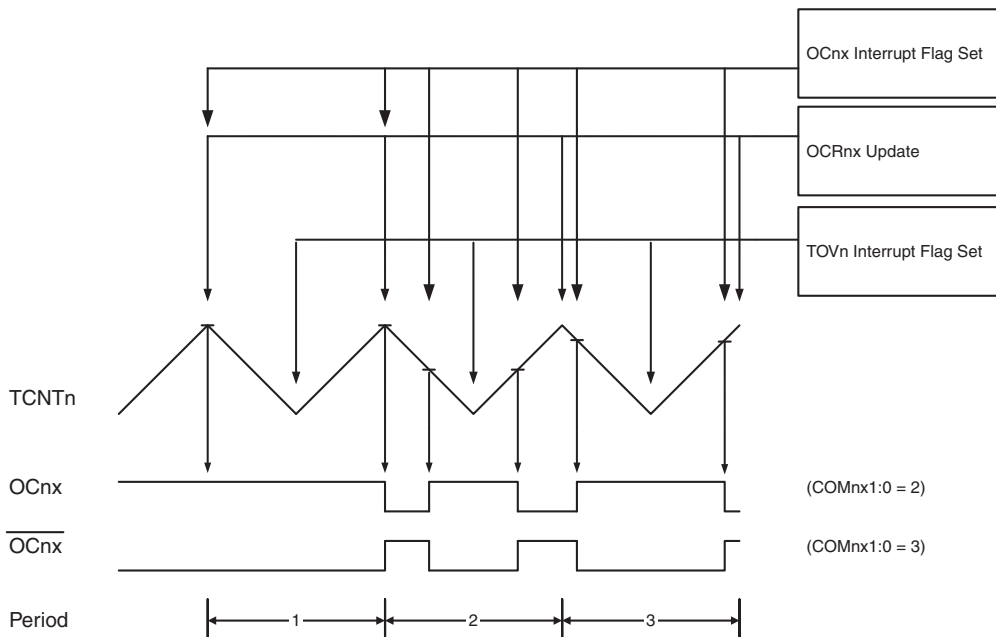 OCnx Interrupt Flag Set
OCRnx Update
TOVn Interrupt Flag Set
TCNTn
OCnx (COMnx1:0 = 2)
OCnx (COMnx1:0 = 3)
Period 1 2 3